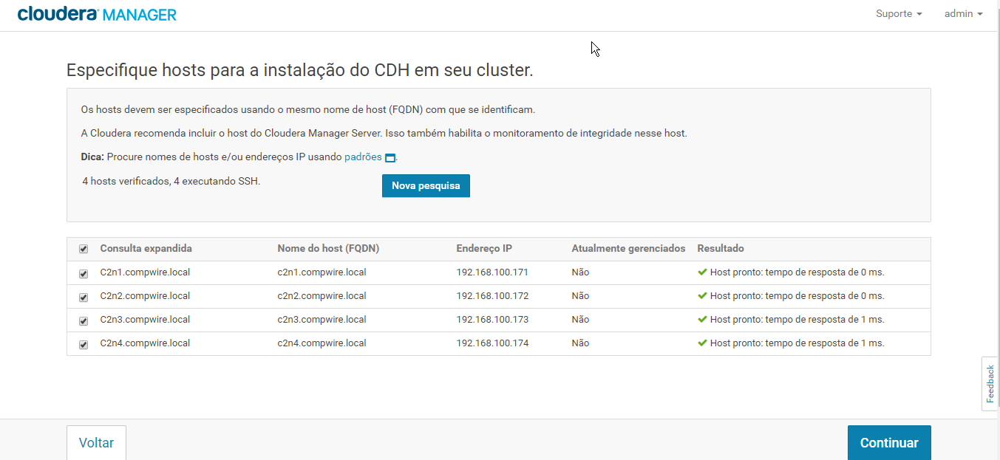 cloudera MANAGER
Suporte
admin
Especifique hosts para a instalação do CDH em seu cluster.
Os hosts devem ser especificados usando o mesmo nome de host (FQDN) com que se identificam.
A Cloudera recomenda incluir o host do Cloudera Manager Server. Isso também habilita o monitoramento de integridade nesse host.
Dica: Procure nomes de hosts e/ou endereços IP usando padrões.
4 hosts verificados, 4 executando SSH.
Nova pesquisa
Consulta expandida Nome do host (FQDN) Endereço IP Atualmente gerenciados Resultado
C2n1.compwire.local c2n1.compwire.local 192.168.100.171 Não Host pronto: tempo de resposta de 0 ms.
C2n2.compwire.local c2n2.compwire.local 192.168.100.172 Não Host pronto: tempo de resposta de 0 ms.
C2n3.compwire.local c2n3.compwire.local 192.168.100.173 Não Host pronto: tempo de resposta de 1 ms.
C2n4.compwire.local c2n4.compwire.local 192.168.100.174 Não Host pronto: tempo de resposta de 1 ms.
Feedback
Voltar
Continuar